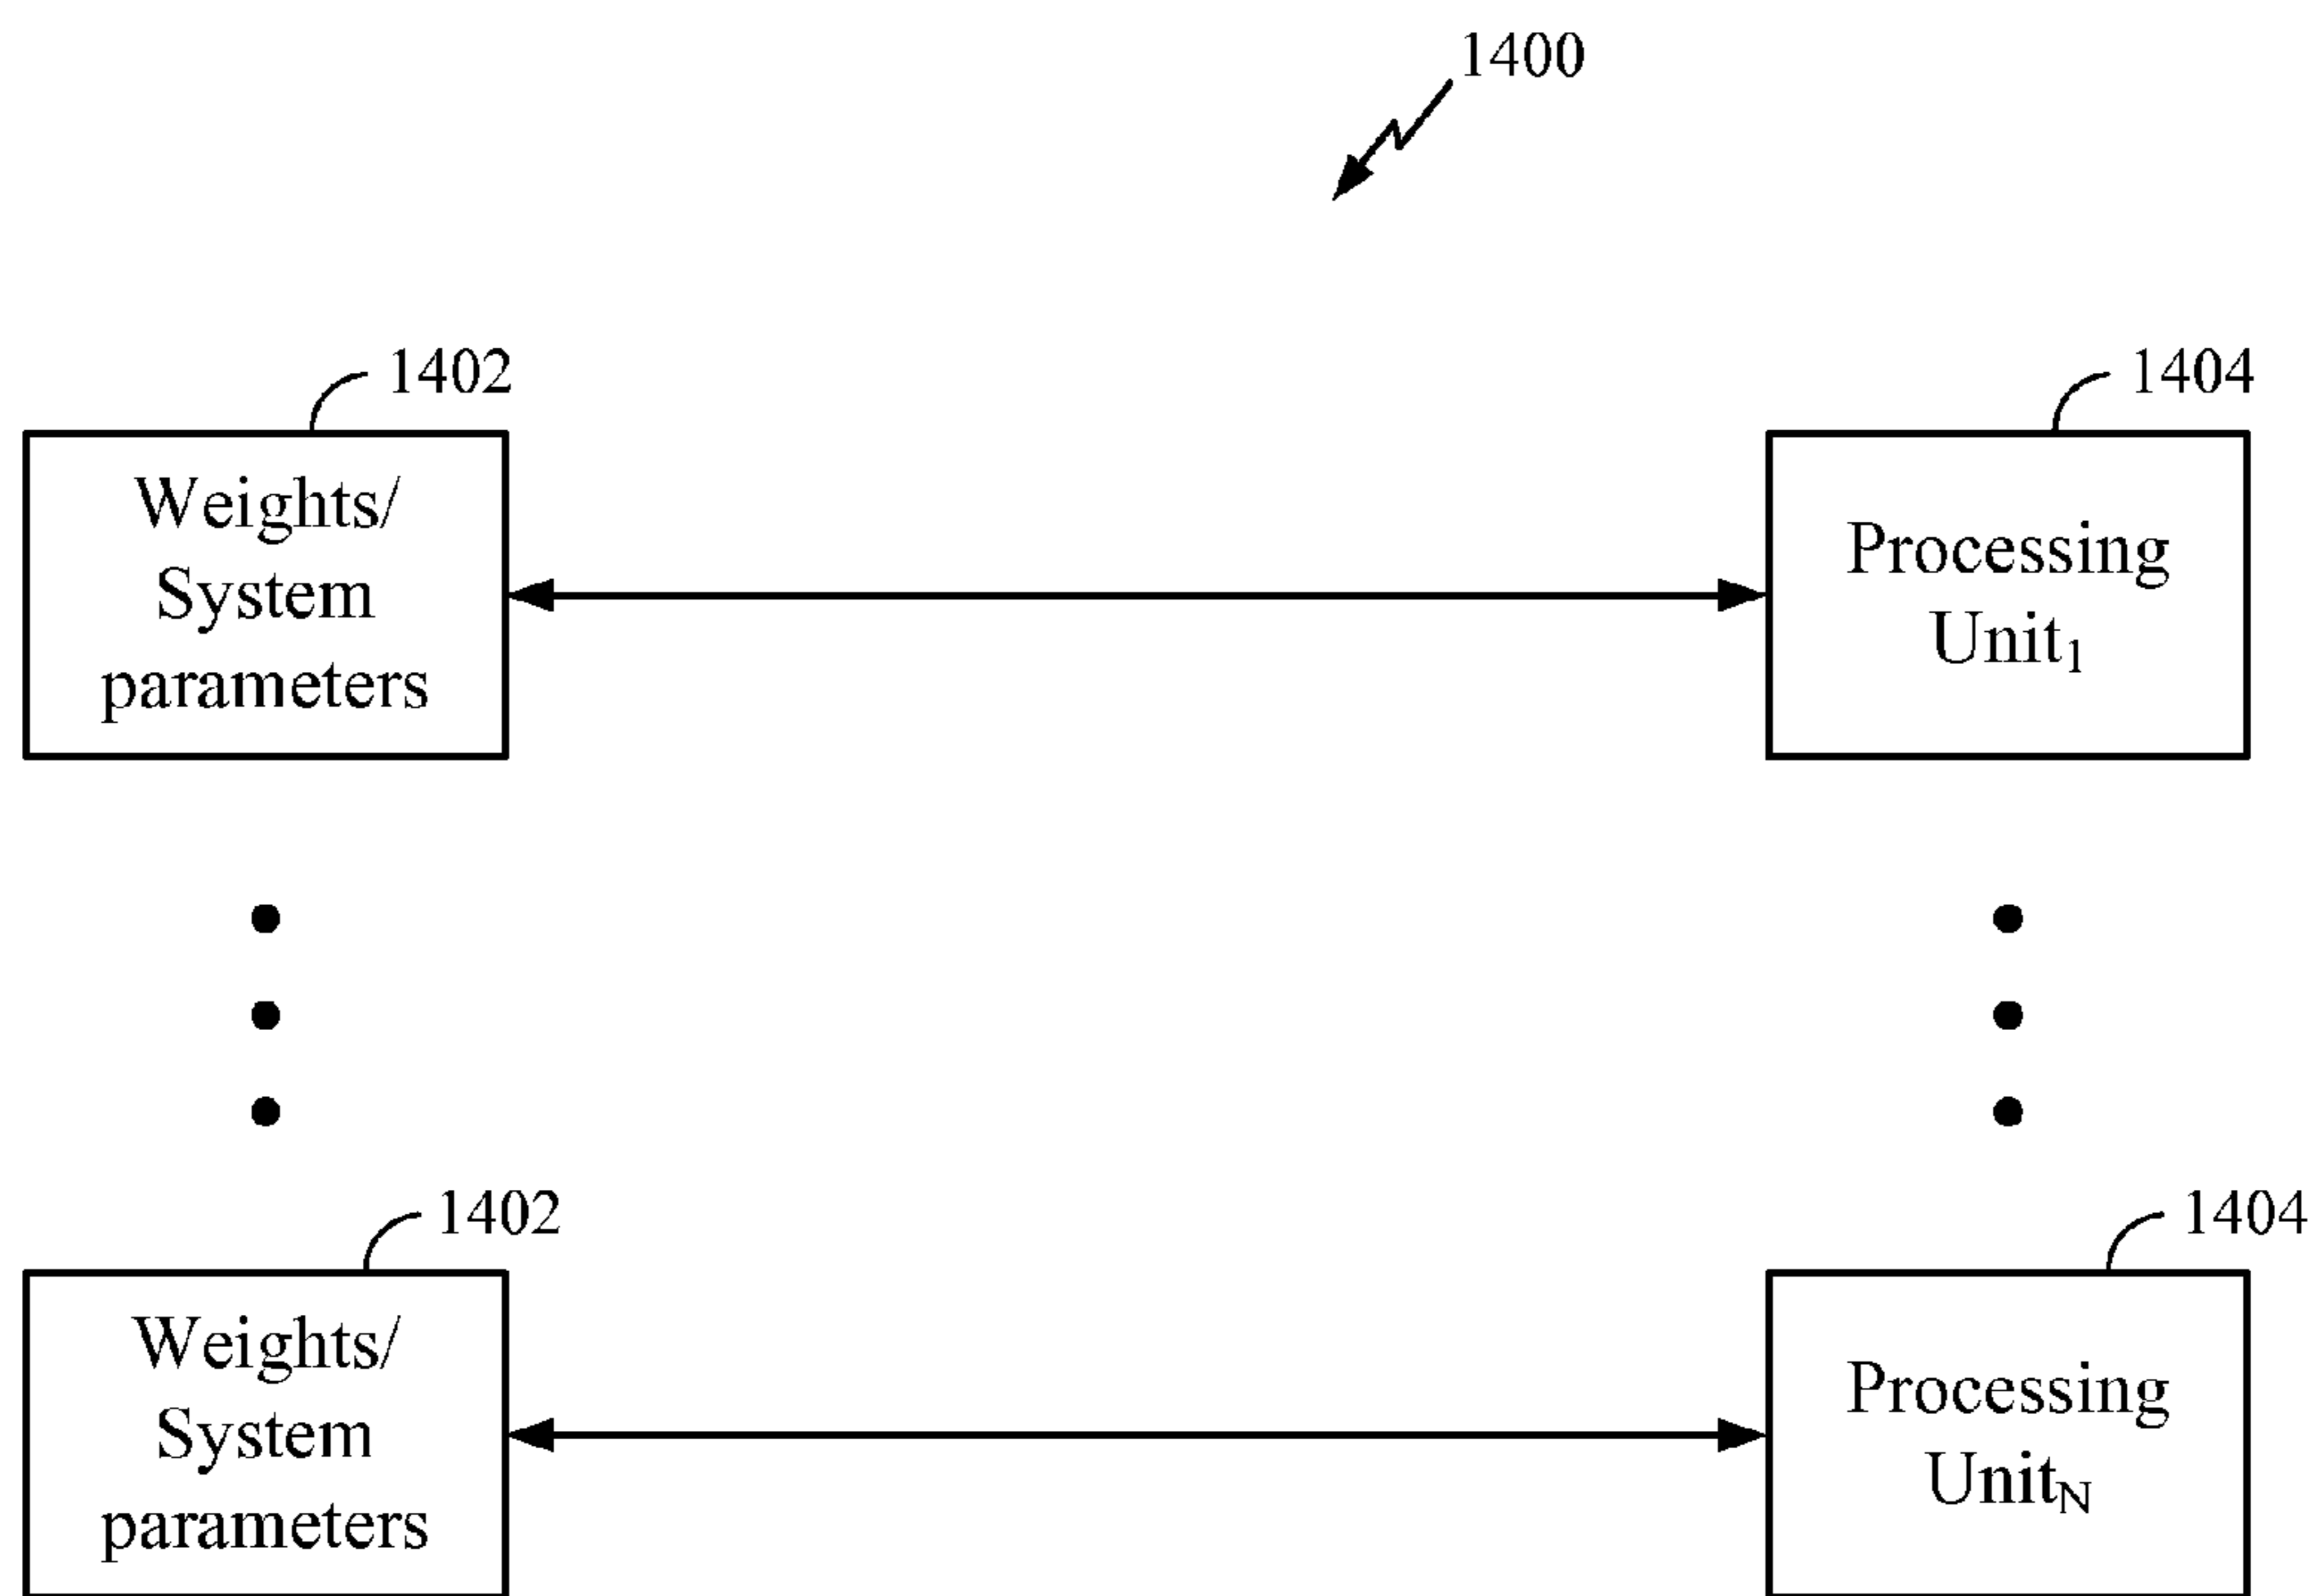 1400
1402
1404
Weights/
System
parameters
Processing
Unit1
1402
1404
Weights/
System
parameters
Processing
UnitN